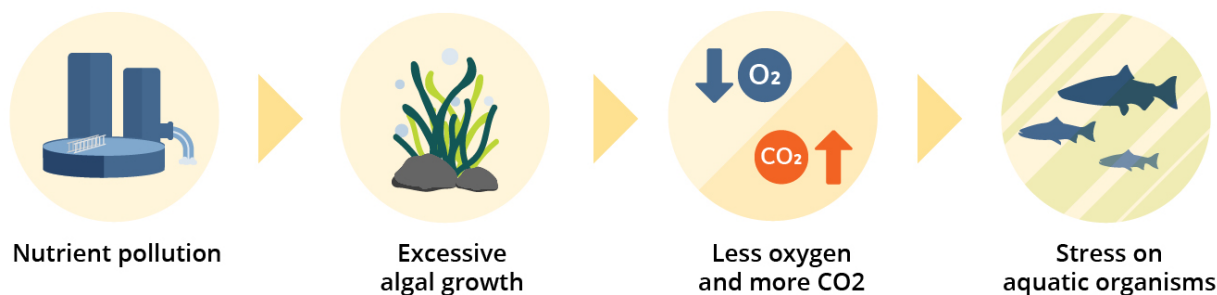 O₂
CO₂
Nutrient pollution
Excessive
algal growth
Less oxygen
and more CO2
Stress on
aquatic organisms